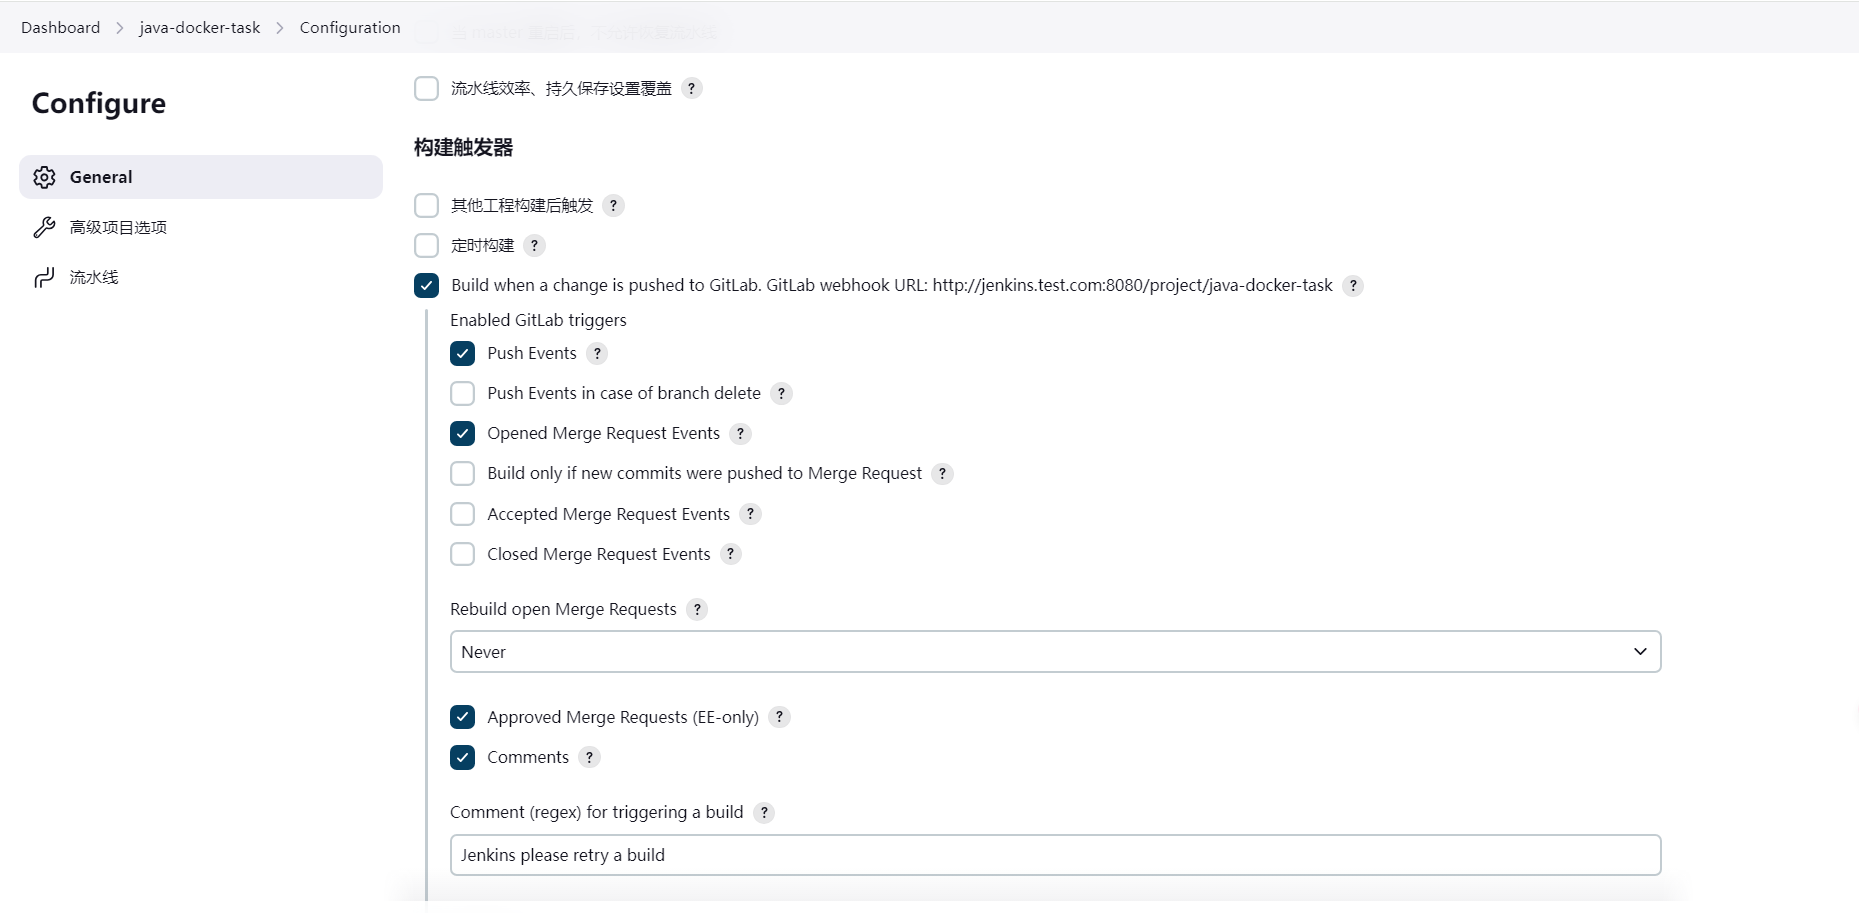 Dashboard > java-docker-task > Configuration
Configure
General
高级项目选项
流水线
流水线效率、持久保存设置覆盖 ?
构建触发器
其他工程构建后触发 ?
定时构建 ?
Build when a change is pushed to GitLab. GitLab webhook URL: http://jenkins.test.com:8080/project/java-docker-task ?
Enabled GitLab triggers
Push Events ?
Push Events in case of branch delete ?
Opened Merge Request Events ?
Build only if new commits were pushed to Merge Request ?
Accepted Merge Request Events ?
Closed Merge Request Events ?
Rebuild open Merge Requests ?
Never
Approved Merge Requests (EE-only) ?
Comments ?
Comment (regex) for triggering a build ?
Jenkins please retry a build